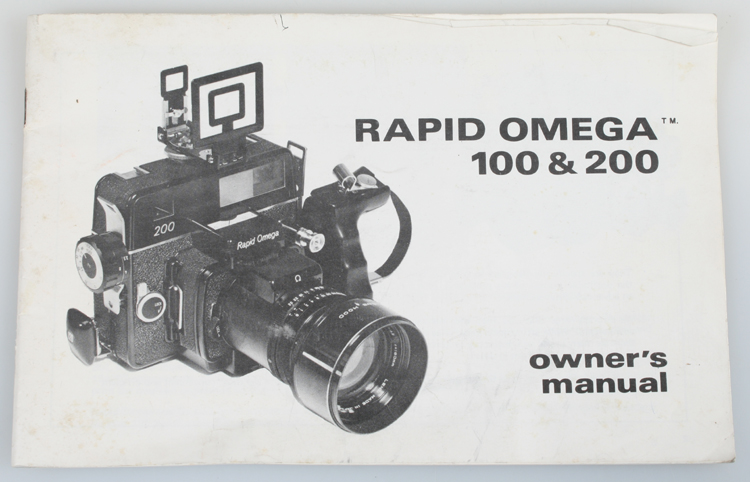 RAPID OMEGA™.
100 & 200
200
Rapid Omega
Ω
owner's
manual